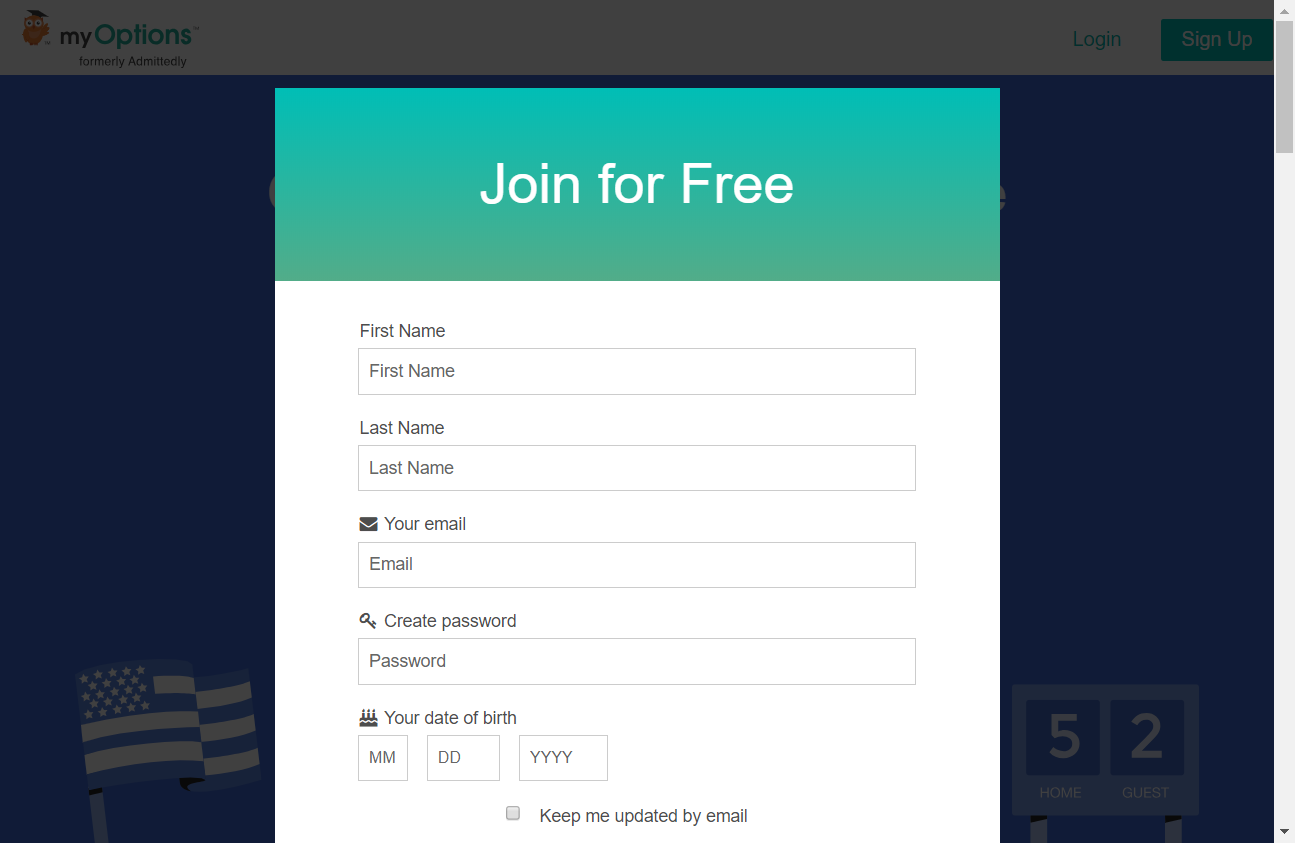 myOptions
formerly Admittedly
Login
Sign Up
Join for Free
First Name
First Name
Last Name
Last Name
Your email
Email
Create password
Password
Your date of birth
MM DD YYYY
Keep me updated by email
5 2
HOME GUEST